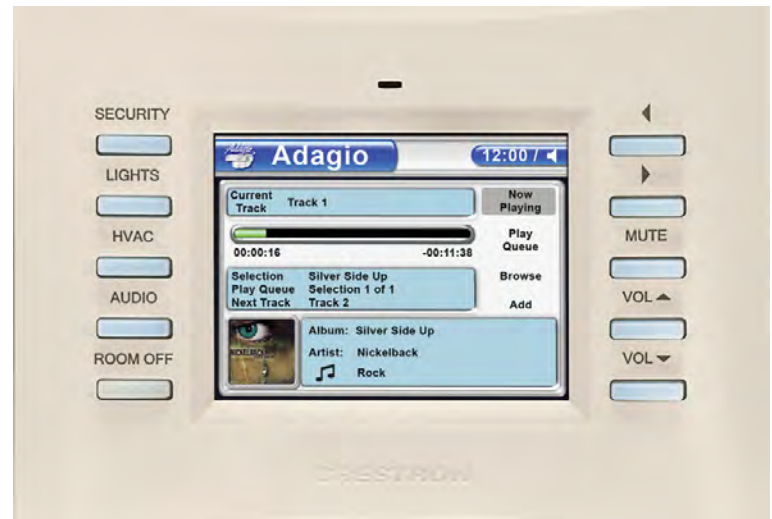 SECURITY
LIGHTS
HVAC
AUDIO
ROOM OFF
Adagio
12:00 /
Current
Track
Track 1
00:00:16
-00:11:38
Selection Silver Side Up
Play Queue Selection 1 of 1
Next Track Track 2
NICKELBACK
Album: Silver Side Up
Artist: Nickelback
Rock
Now
Playing
Play
Queue
Browse
Add
MUTE
VOL
VOL
CRESTRON